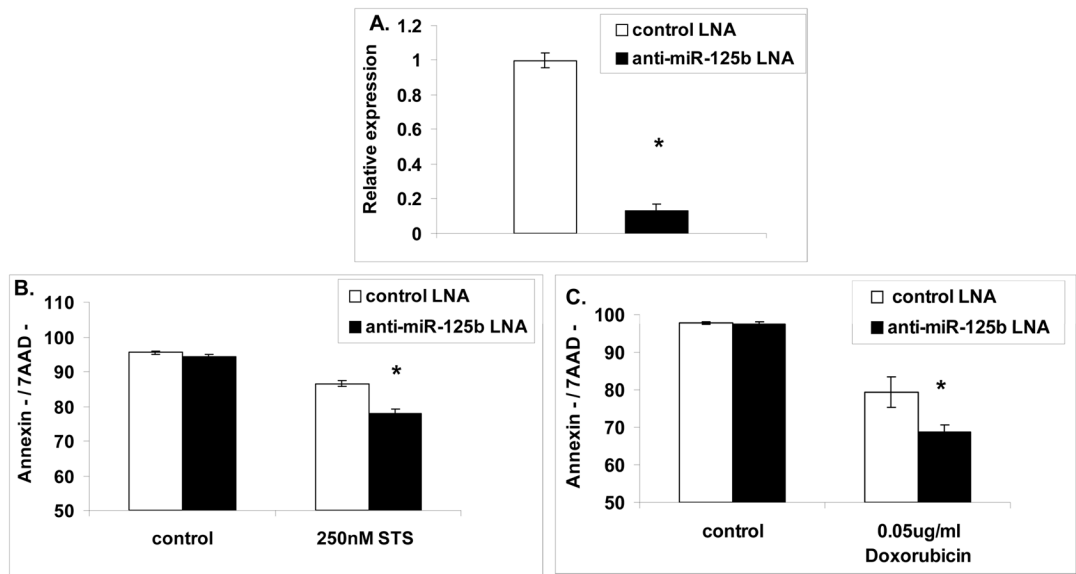 A.
Relative expression
1.2
1
0.8
0.6
0.4
0.2
0
control LNA
anti-miR-125b LNA
*
B.
Annexin - / 7AAD -
110
100
90
80
70
60
50
control LNA
anti-miR-125b LNA
*
control
250nM STS
C.
Annexin - / 7AAD -
100
90
80
70
60
50
control LNA
anti-miR-125b LNA
*
control
0.05ug/ml
Doxorubicin